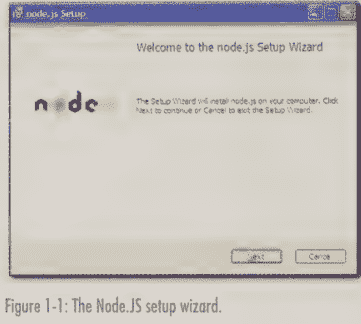 node.js Setup
Welcome to the node.js Setup Wizard
node
The Setup Wizard will install node.js on your computer. Click
Next to continue or Cancel to exit the Setup Wizard.
Next
Cancel
Figure 1-1: The Node.JS setup wizard.